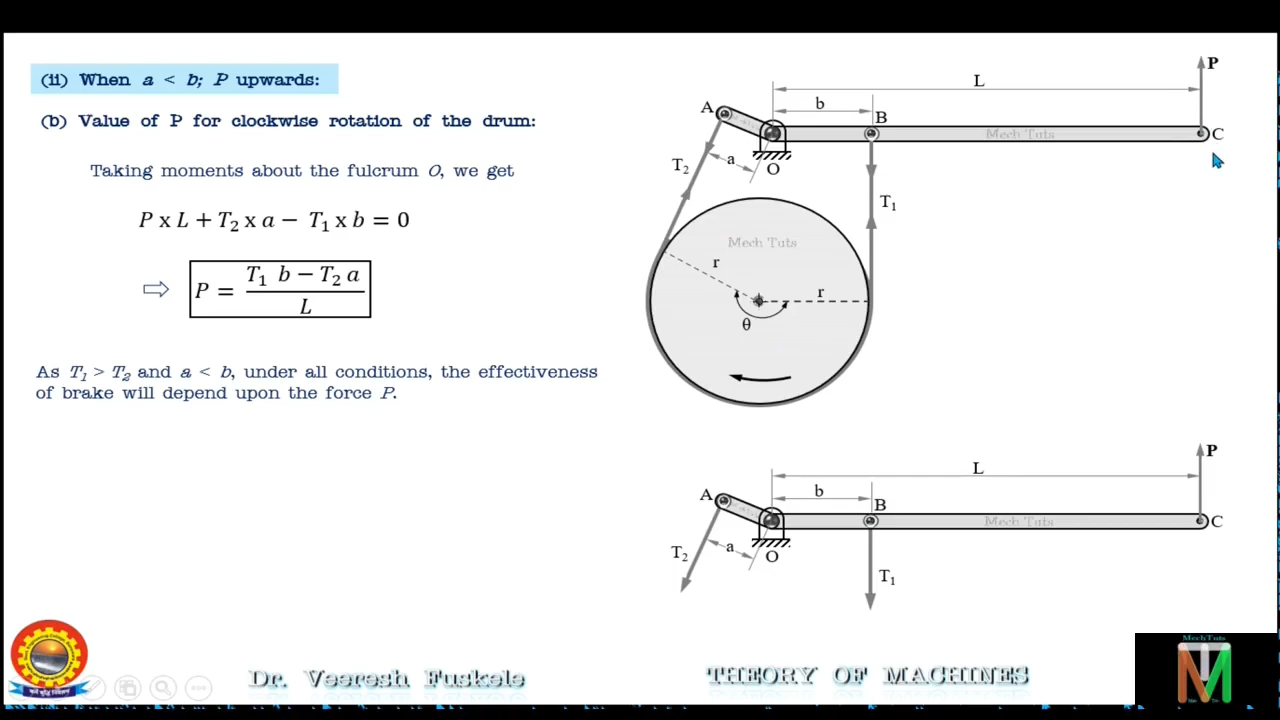 (ii) When a < b; P upwards:
(b) Value of P for clockwise rotation of the drum:
Taking moments about the fulcrum O, we get
P x L + T₂ x a − T₁ x b = 0
⇨ P = (T₁ b − T₂ a) / L
As T₁ > T₂ and a < b, under all conditions, the effectiveness
of brake will depend upon the force P.
P
L
A
b
B
Mech Tuts
C
T₂
a
O
T₁
Mech Tuts
r
r
θ
P
L
A
b
B
Mech Tuts
C
T₂
a
O
T₁
Dr. Veeresh Fuskele
THEORY OF MACHINES
MechTuts